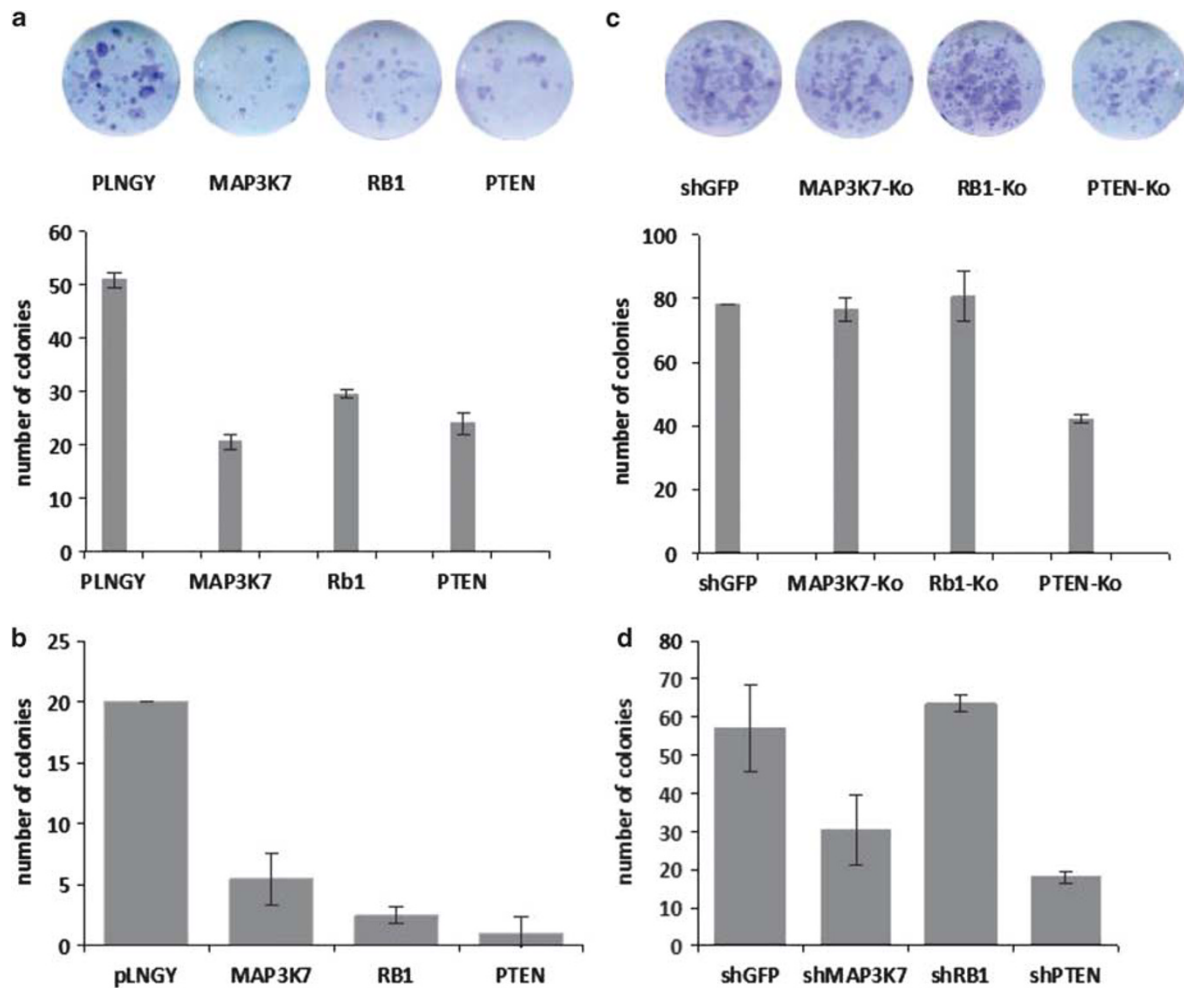 a
PLNGY MAP3K7 RB1 PTEN
number of colonies
60
50
40
30
20
10
0
PLNGY MAP3K7 Rb1 PTEN
c
shGFP MAP3K7-Ko RB1-Ko PTEN-Ko
number of colonies
100
80
60
40
20
0
shGFP MAP3K7-Ko Rb1-Ko PTEN-Ko
b
number of colonies
25
20
15
10
5
0
pLNGY MAP3K7 RB1 PTEN
d
number of colonies
80
70
60
50
40
30
20
10
0
shGFP shMAP3K7 shRB1 shPTEN